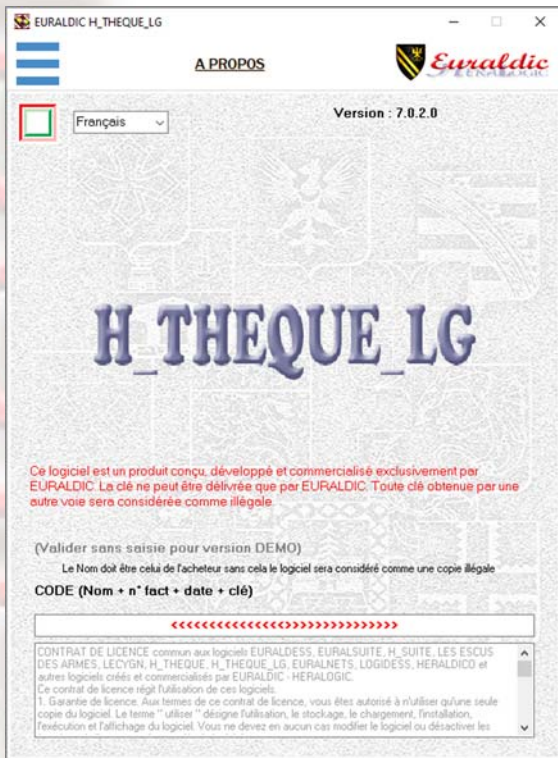 EURALDIC H_THEQUE_LG
A PROPOS
Euraldic
HERALOGIC
Français
Version : 7.0.2.0
H_THEQUE_LG
Ce logiciel est un produit conçu, développé et commercialisé exclusivement par
EURALDIC. La clé ne peut être délivrée que par EURALDIC. Toute clé obtenue par une
autre voie sera considérée comme illégale.
(Valider sans saisie pour version DEMO)
Le Nom doit être celui de l'acheteur sans cela le logiciel sera considéré comme une copie illégale
CODE (Nom + n° fact + date + clé)
<<<<<<<<<<<<<<<<<>>>>>>>>>>>>>>>>>
CONTRAT DE LICENCE commun aux logiciels EURALDESS, EURALSUITE, H_SUITE, LES ESCUS
DES ARMES, LECYGN, H_THEQUE, H_THEQUE_LG, EURALNETS, LOGIDESS, HERALDICO et
autres logiciels créés et commercialisés par EURALDIC - HERALOGIC.
Ce contrat de licence régit l'utilisation de ces logiciels.
1. Garantie de licence. Aux termes de ce contrat de licence, vous êtes autorisé à n'utiliser qu'une seule
copie du logiciel. Le terme " utiliser " désigne l'utilisation, le stockage, le chargement, l'installation,
l'exécution et l'affichage du logiciel. Vous ne devez en aucun cas modifier le logiciel ou désactiver les